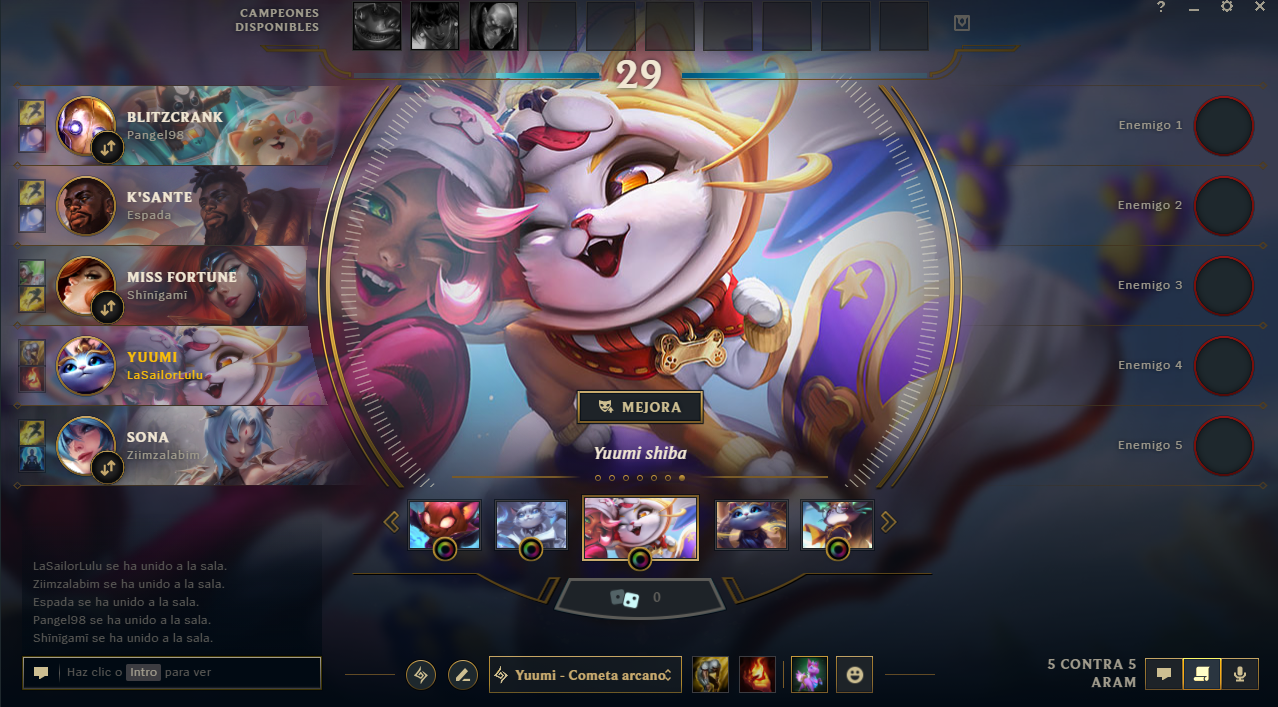 CAMPEONES
DISPONIBLES
29
?
BLITZCRANK
Pangel98
K'SANTE
Espada
MISS FORTUNE
Shīnīgamī
YUUMI
LaSailorLulu
SONA
Ziimzalabim
Enemigo 1
Enemigo 2
Enemigo 3
Enemigo 4
Enemigo 5
MEJORA
Yuumi shiba
0
LaSailorLulu se ha unido a la sala.
Ziimzalabim se ha unido a la sala.
Espada se ha unido a la sala.
Pangel98 se ha unido a la sala.
Shīnīgamī se ha unido a la sala.
Haz clic o Intro para ver
Yuumi - Cometa arcano
5 CONTRA 5
ARAM